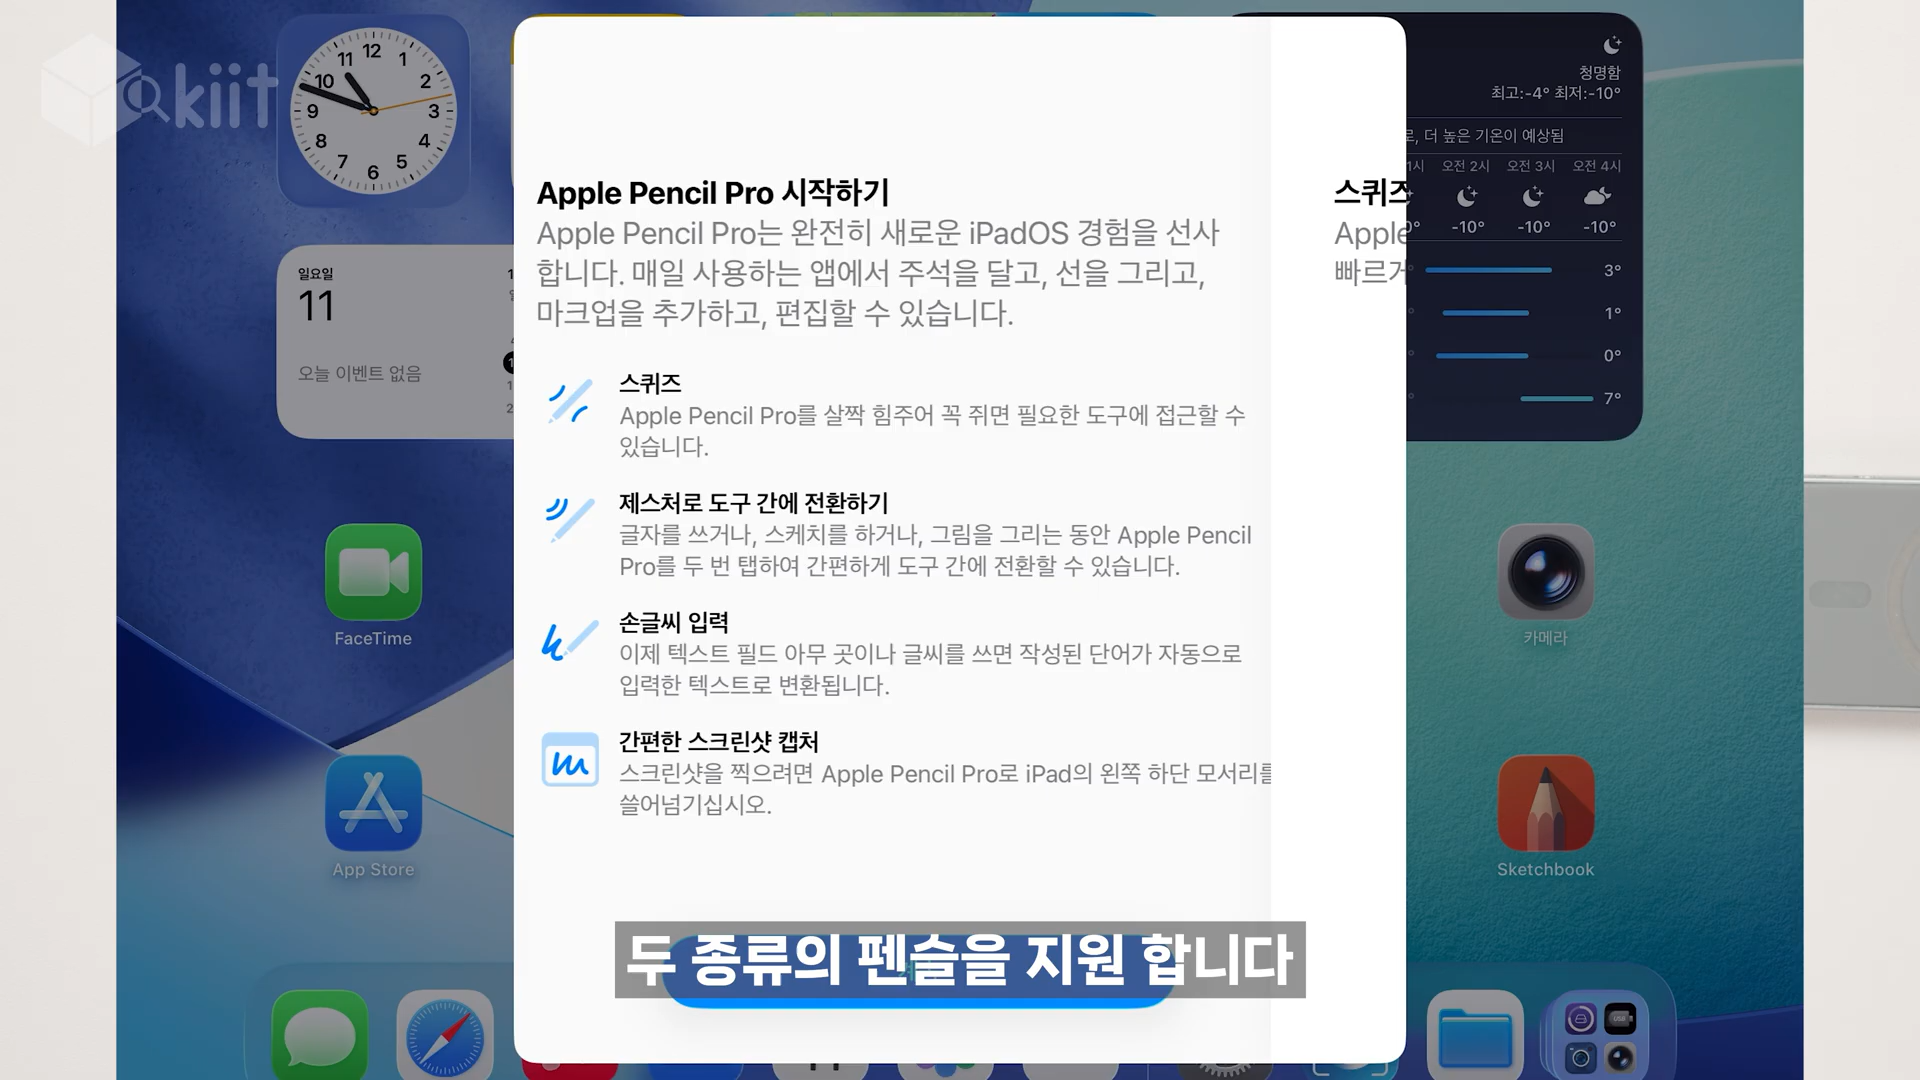 kiit
12
1
2
3
4
5
6
7
8
9
10
11
일요일
11
오늘 이벤트 없음
FaceTime
App Store
Apple Pencil Pro 시작하기
Apple Pencil Pro는 완전히 새로운 iPadOS 경험을 선사
합니다. 매일 사용하는 앱에서 주석을 달고, 선을 그리고,
마크업을 추가하고, 편집할 수 있습니다.
스퀴즈
Apple Pencil Pro를 살짝 힘주어 꼭 쥐면 필요한 도구에 접근할 수
있습니다.
제스처로 도구 간에 전환하기
글자를 쓰거나, 스케치를 하거나, 그림을 그리는 동안 Apple Pencil
Pro를 두 번 탭하여 간편하게 도구 간에 전환할 수 있습니다.
손글씨 입력
이제 텍스트 필드 아무 곳이나 글씨를 쓰면 작성된 단어가 자동으로
입력한 텍스트로 변환됩니다.
간편한 스크린샷 캡처
스크린샷을 찍으려면 Apple Pencil Pro로 iPad의 왼쪽 하단 모서리를
쓸어넘기십시오.
스퀴즈
Apple
빠르게
두 종류의 펜슬을 지원 합니다
청명함
최고:-4° 최저:-10°
더 높은 기온이 예상됨
1시 오전 2시 오전 3시 오전 4시
-10° -10° -10°
3°
1°
0°
7°
카메라
Sketchbook
USB